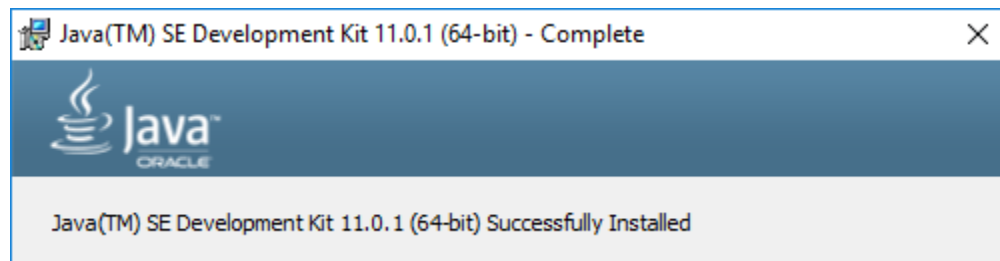 Java(TM) SE Development Kit 11.0.1 (64-bit) - Complete
Java™
ORACLE
Java(TM) SE Development Kit 11.0.1 (64-bit) Successfully Installed